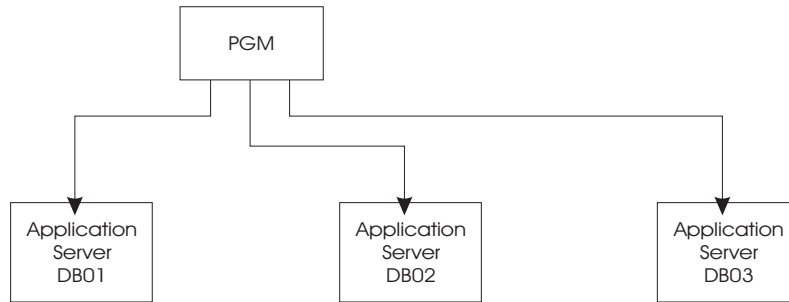 PGM
Application
Server
DB01
Application
Server
DB02
Application
Server
DB03